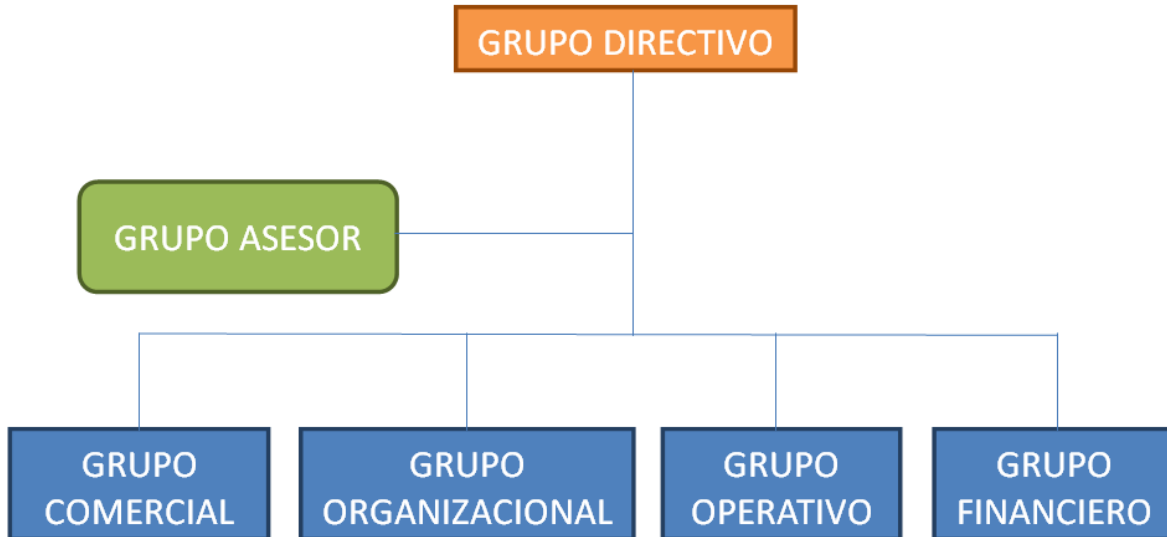 GRUPO DIRECTIVO
GRUPO ASESOR
GRUPO
COMERCIAL
GRUPO
ORGANIZACIONAL
GRUPO
OPERATIVO
GRUPO
FINANCIERO